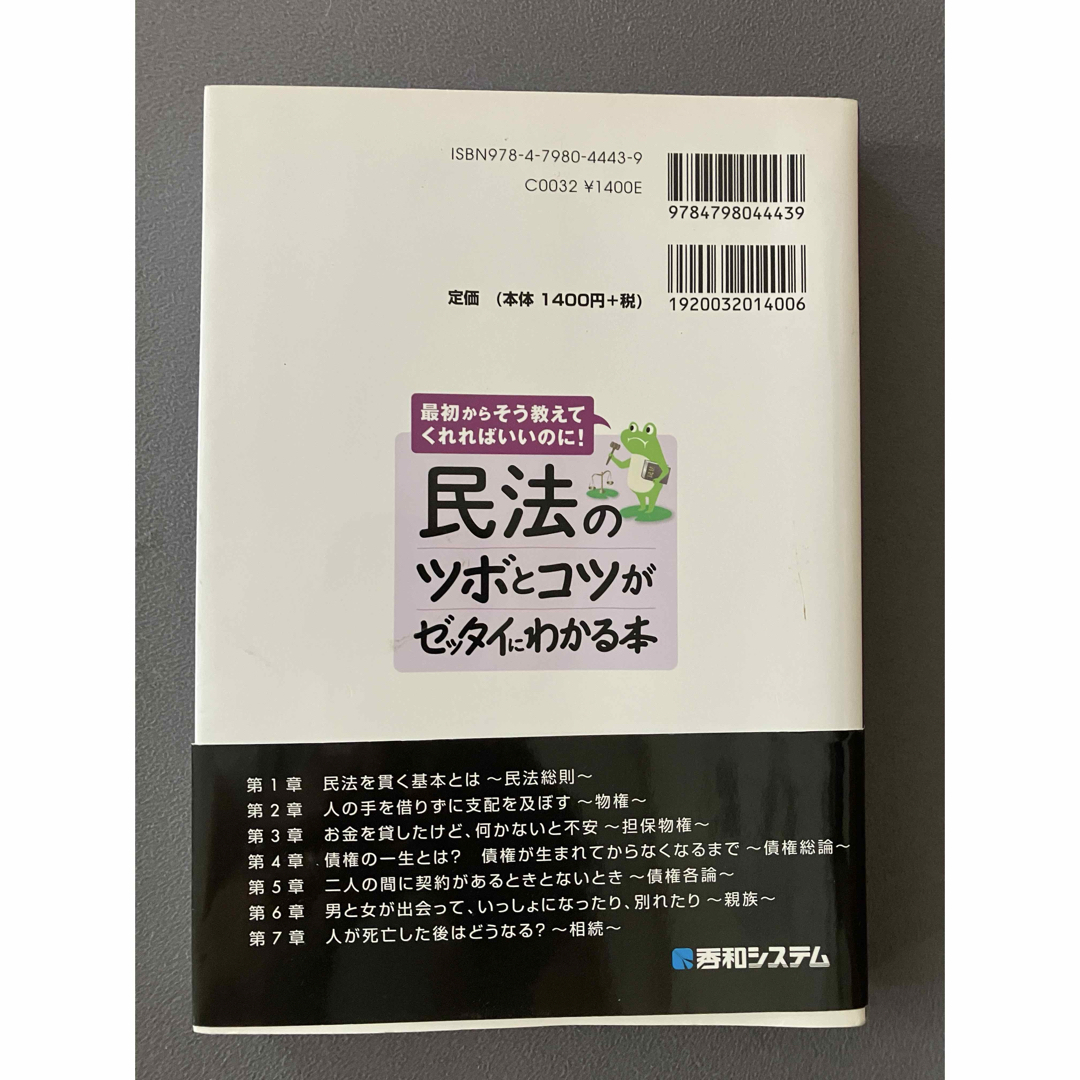 ISBN978-4-7980-4443-9
C0032 ¥1400E
9784798044439
定価 (本体 1400円+税)
1920032014006
最初からそう教えて
くれればいいのに!
民法の
ツボとコツが
ゼッタイにわかる本
第1章 民法を貫く基本とは ～民法総則～
第2章 人の手を借りずに支配を及ぼす ～物権～
第3章 お金を貸したけど、何かないと不安 ～担保物権～
第4章 債権の一生とは? 債権が生まれてからなくなるまで ～債権総論～
第5章 二人の間に契約があるときとないとき ～債権各論～
第6章 男と女が出会って、いっしょになったり、別れたり ～親族～
第7章 人が死亡した後はどうなる? ～相続～
秀和システム